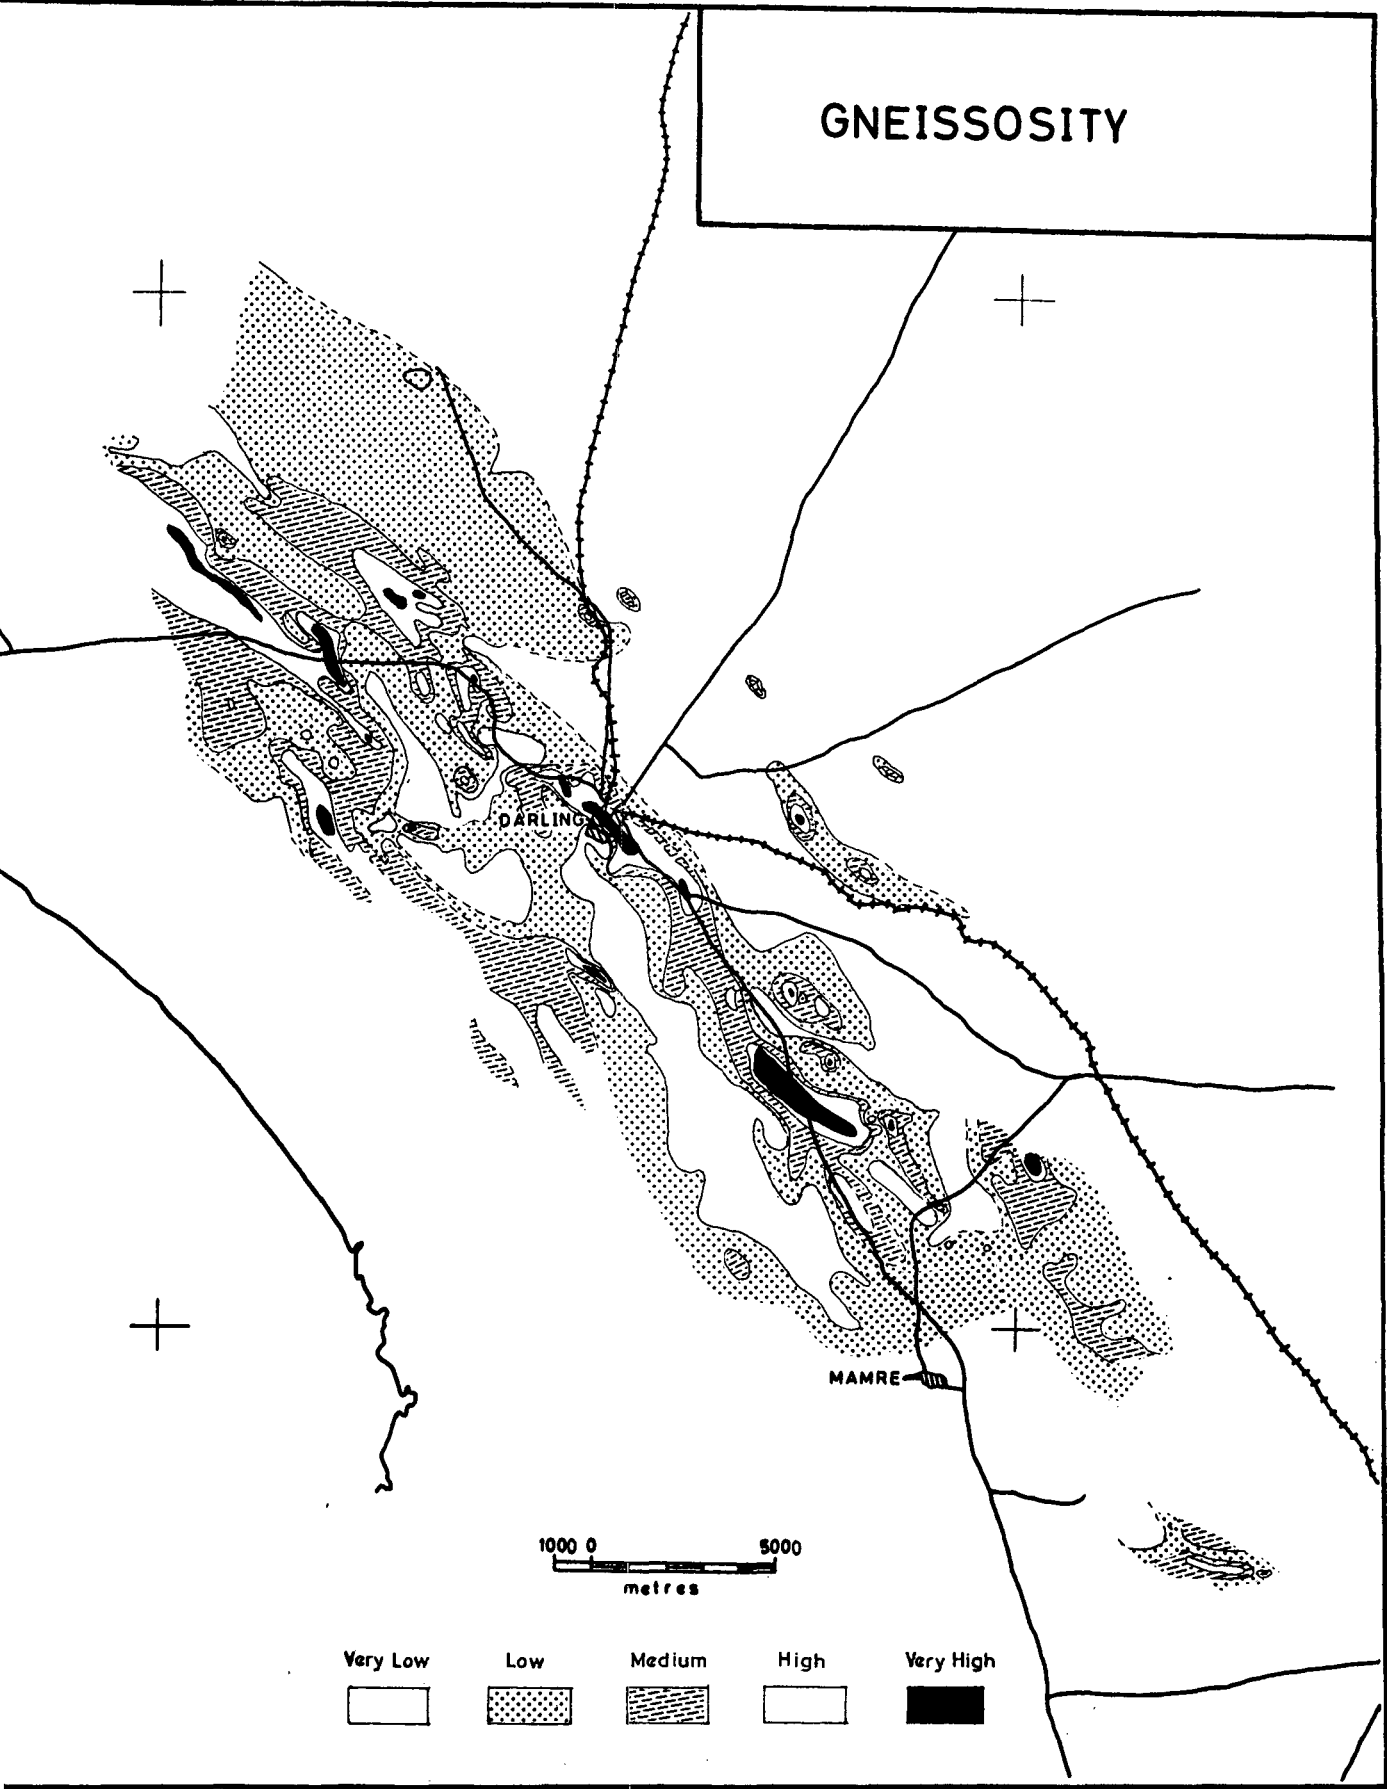 GNEISSOSITY
DARLING
MAMRE
1000 0 5000
metres
Very Low Low Medium High Very High